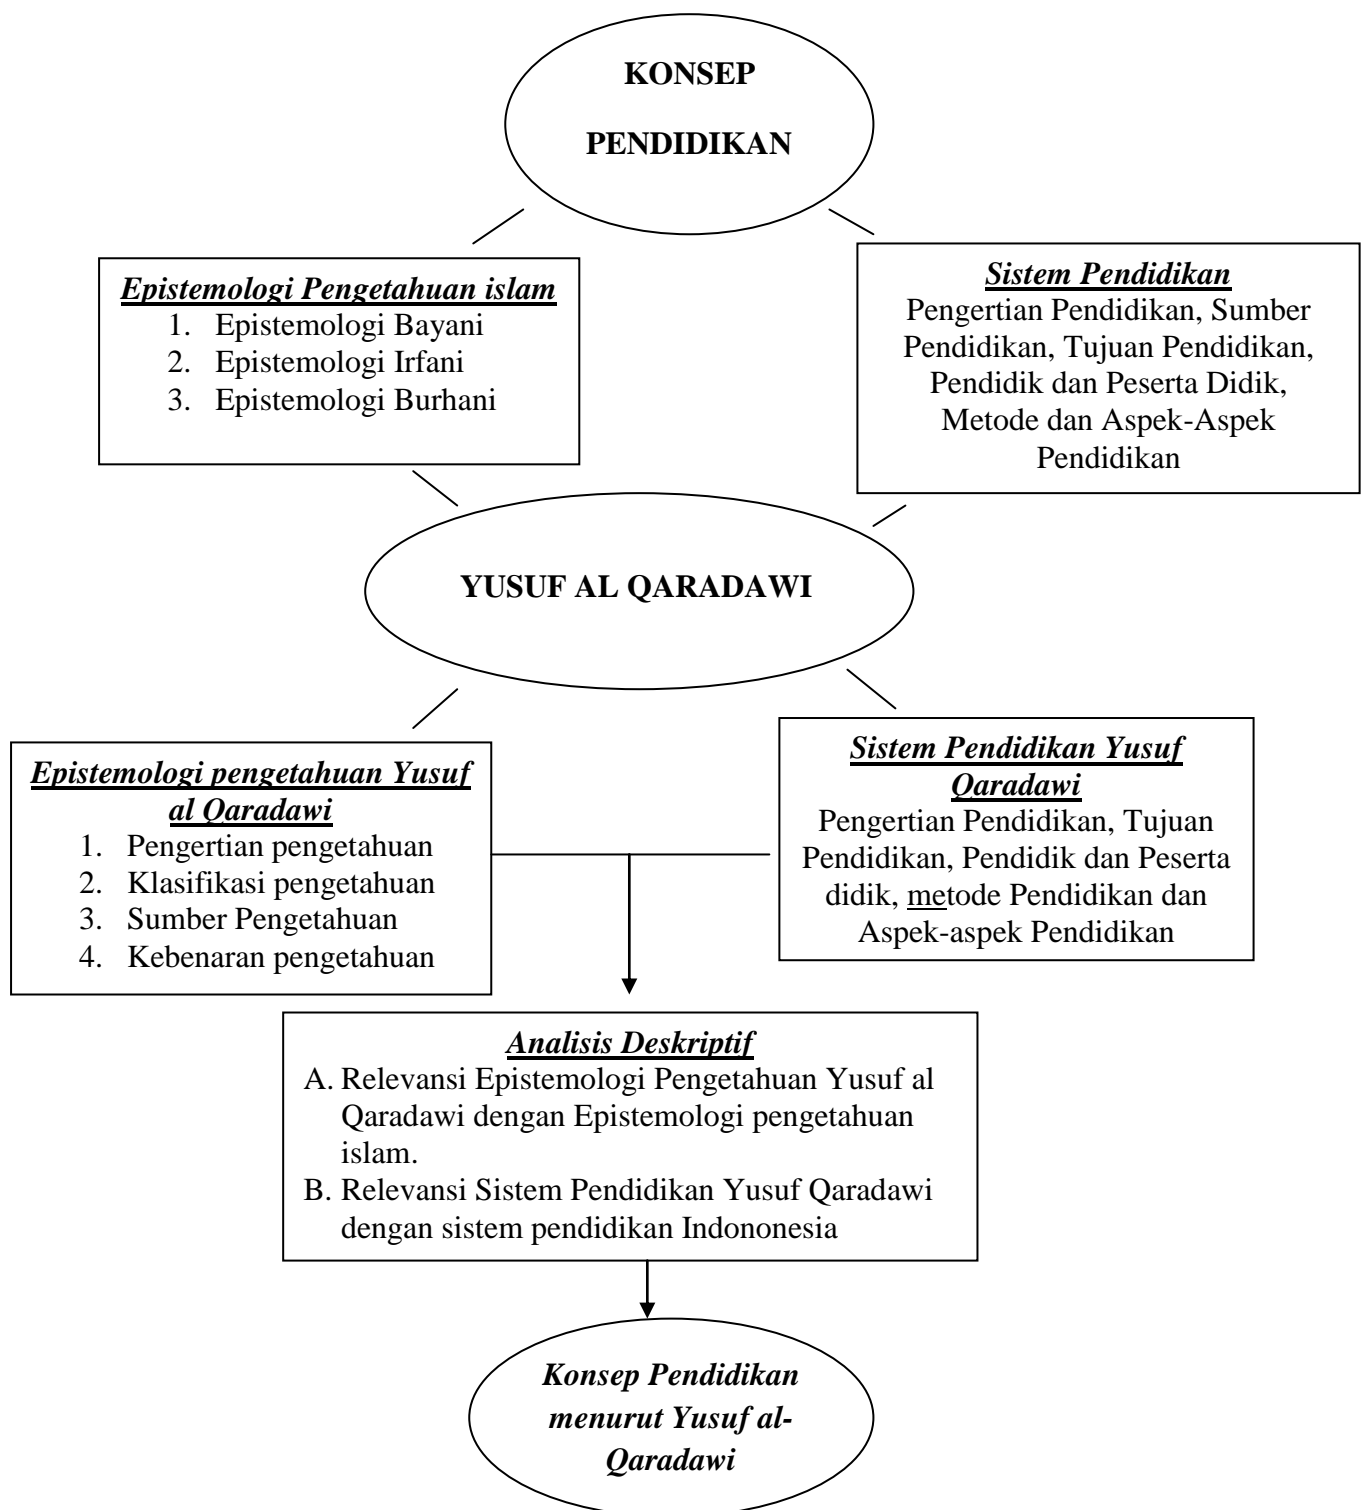 KONSEP
PENDIDIKAN
Epistemologi Pengetahuan islam
1. Epistemologi Bayani
2. Epistemologi Irfani
3. Epistemologi Burhani
Sistem Pendidikan
Pengertian Pendidikan, Sumber
Pendidikan, Tujuan Pendidikan,
Pendidik dan Peserta Didik,
Metode dan Aspek-Aspek
Pendidikan
YUSUF AL QARADAWI
Epistemologi pengetahuan Yusuf
al Qaradawi
1. Pengertian pengetahuan
2. Klasifikasi pengetahuan
3. Sumber Pengetahuan
4. Kebenaran pengetahuan
Sistem Pendidikan Yusuf
Qaradawi
Pengertian Pendidikan, Tujuan
Pendidikan, Pendidik dan Peserta
didik, metode Pendidikan dan
Aspek-aspek Pendidikan
Analisis Deskriptif
A. Relevansi Epistemologi Pengetahuan Yusuf al
Qaradawi dengan Epistemologi pengetahuan
islam.
B. Relevansi Sistem Pendidikan Yusuf Qaradawi
dengan sistem pendidikan Indononesia
Konsep Pendidikan
menurut Yusuf al-
Qaradawi